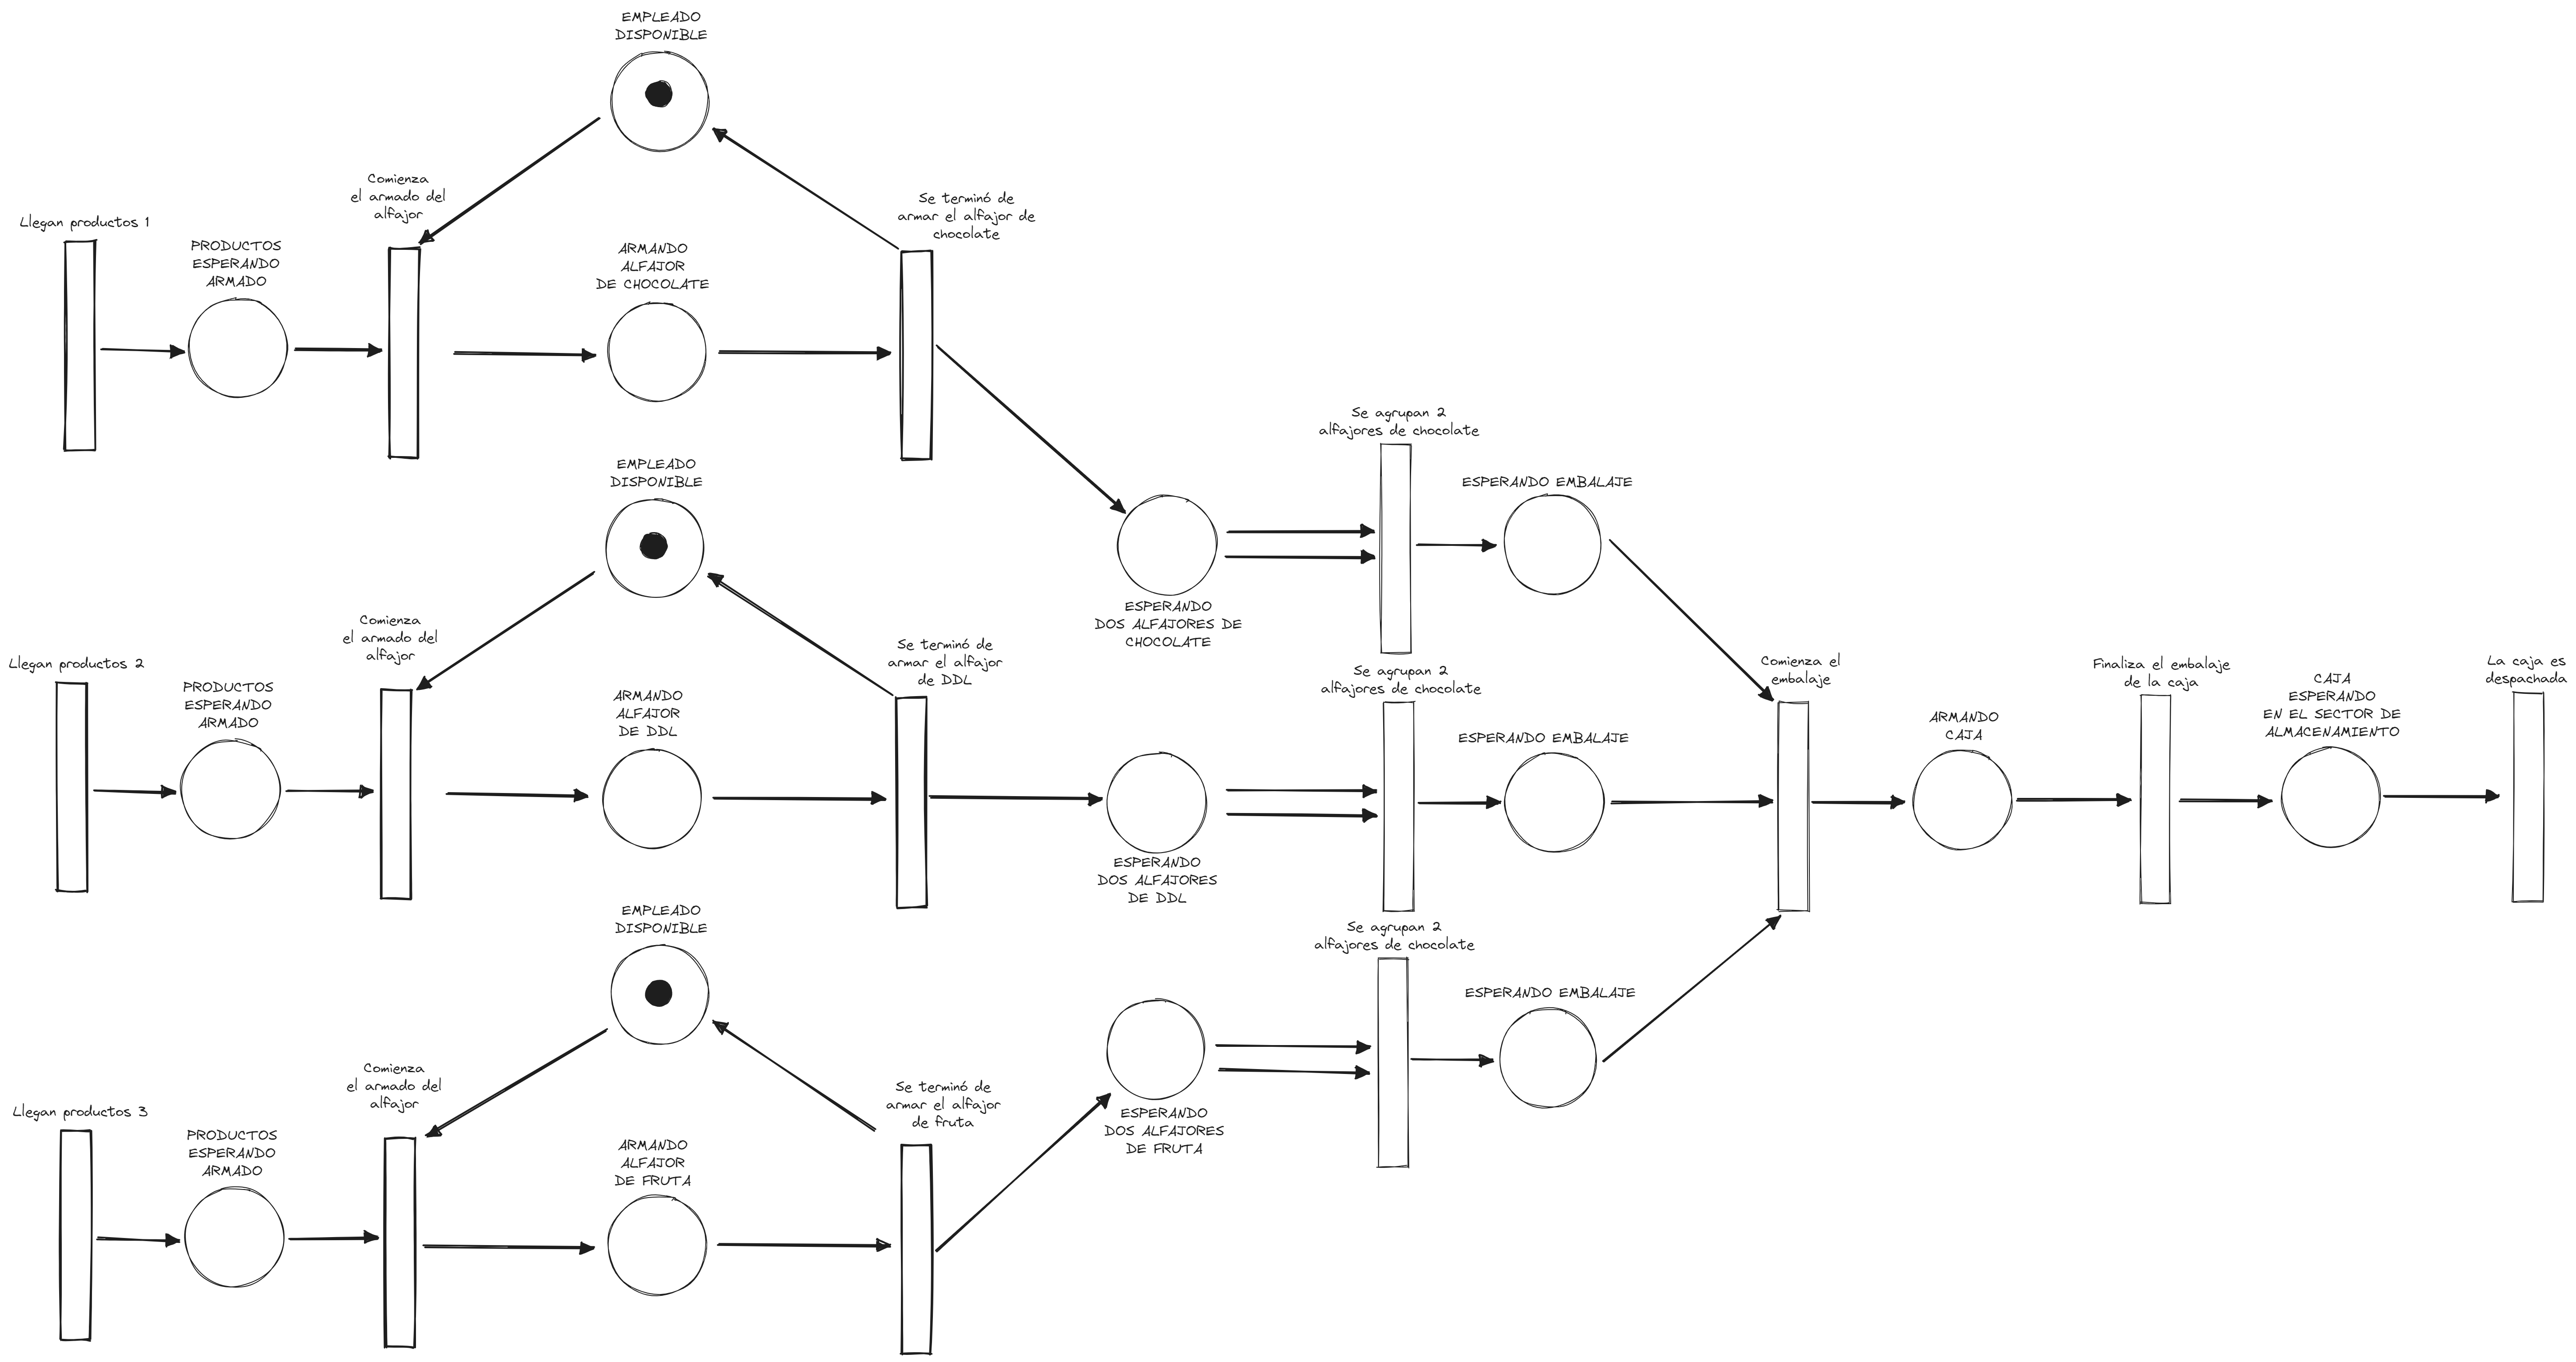 EMPLEADO
DISPONIBLE
Comienza
el armado del
alfajor
Se terminó de
armar el alfajor de
chocolate
Llegan productos 1
PRODUCTOS
ESPERANDO
ARMADO
ARMANDO
ALFAJOR
DE CHOCOLATE
Se agrupan 2
alfajores de chocolate
EMPLEADO
DISPONIBLE
ESPERANDO EMBALAJE
ESPERANDO
DOS ALFAJORES DE
CHOCOLATE
Comienza
el armado del
alfajor
Se terminó de
armar el alfajor
de DDL
Llegan productos 2
PRODUCTOS
ESPERANDO
ARMADO
ARMANDO
ALFAJOR
DE DDL
Se agrupan 2
alfajores de chocolate
Comienza el
embalaje
Finaliza el embalaje
de la caja
La caja es
despachada
CAJA
ESPERANDO
EN EL SECTOR DE
ALMACENAMIENTO
ARMANDO
CAJA
ESPERANDO EMBALAJE
ESPERANDO
DOS ALFAJORES
DE DDL
EMPLEADO
DISPONIBLE
Se agrupan 2
alfajores de chocolate
ESPERANDO EMBALAJE
Comienza
el armado del
alfajor
Se terminó de
armar el alfajor
de fruta
Llegan productos 3
PRODUCTOS
ESPERANDO
ARMADO
ARMANDO
ALFAJOR
DE FRUTA
ESPERANDO
DOS ALFAJORES
DE FRUTA